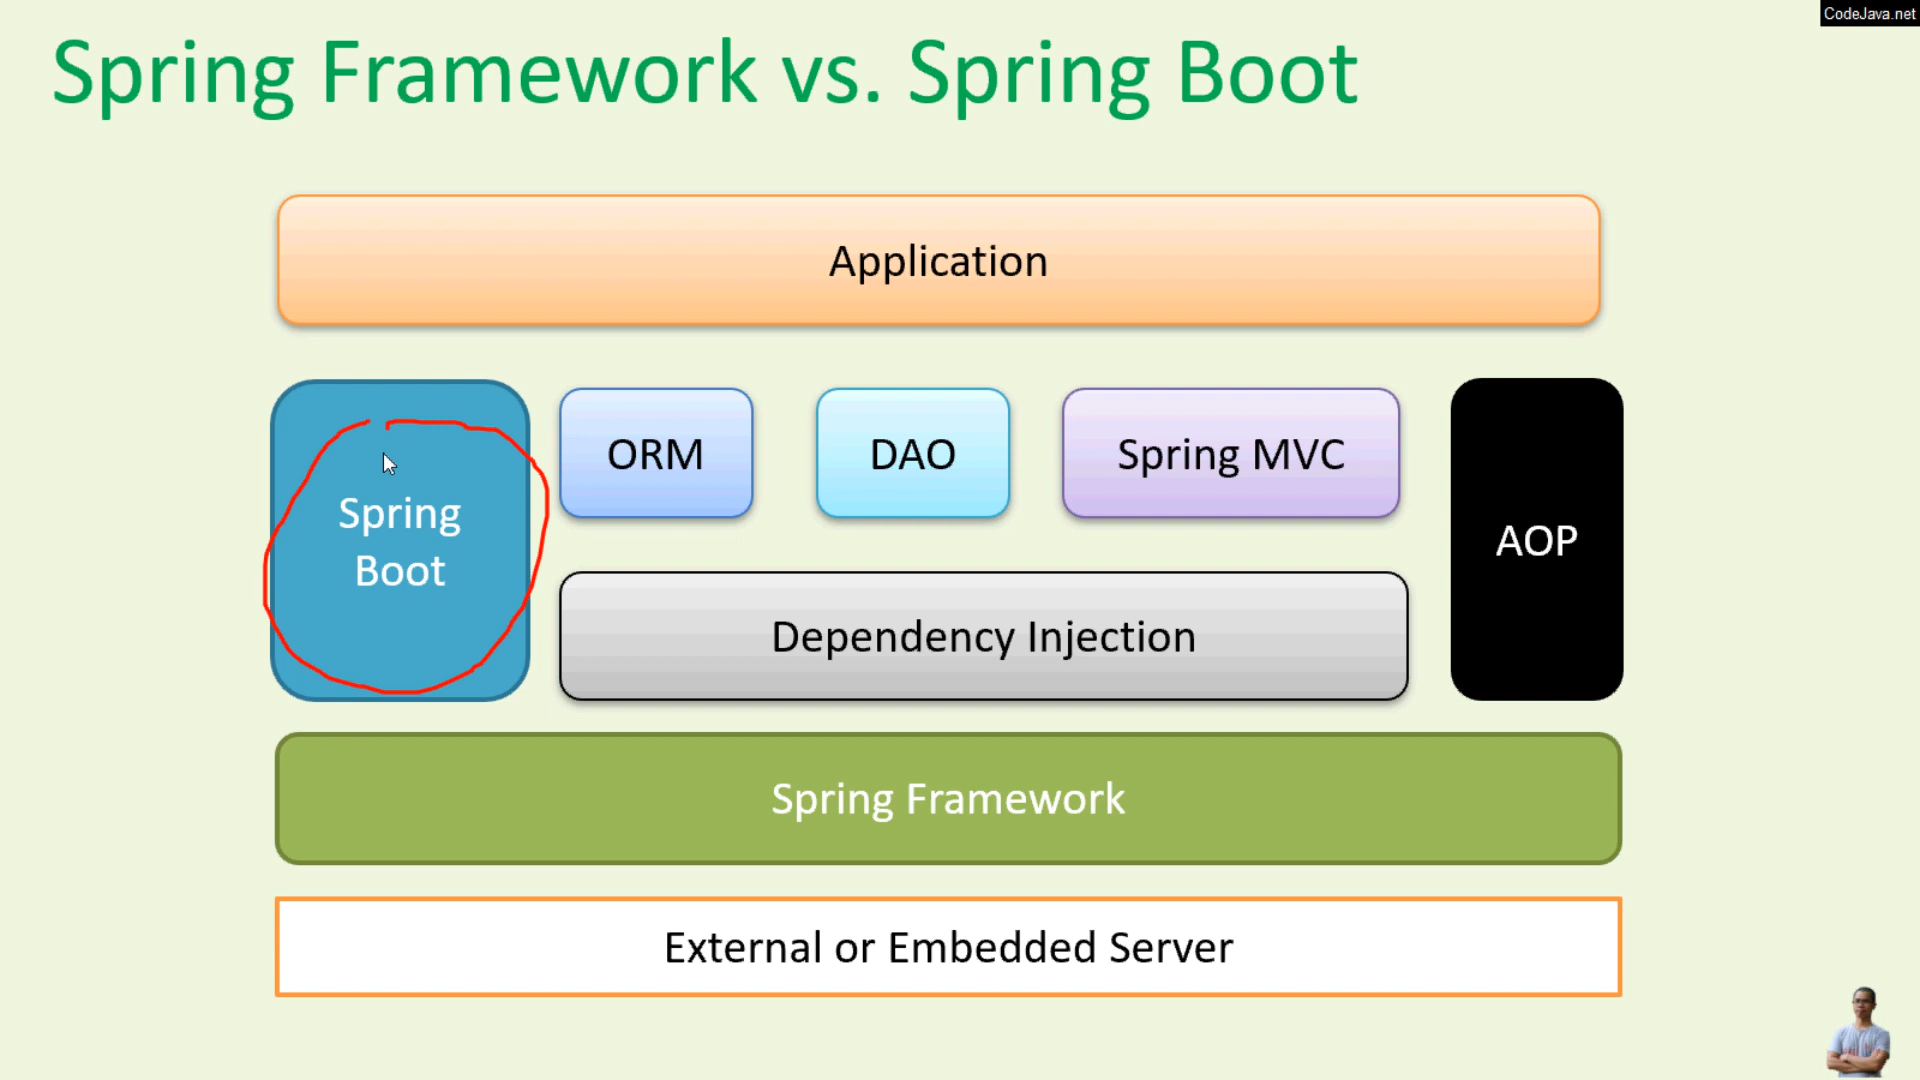 CodeJava.net
Spring Framework vs. Spring Boot
Application
Spring
Boot
ORM
DAO
Spring MVC
AOP
Dependency Injection
Spring Framework
External or Embedded Server